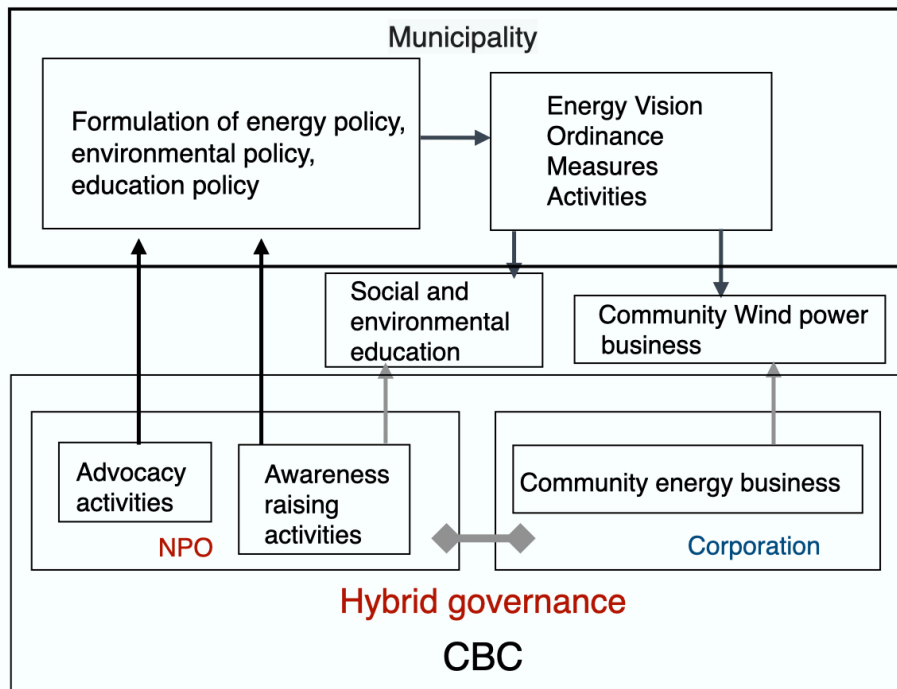 Municipality
Formulation of energy policy,
environmental policy,
education policy
Energy Vision
Ordinance
Measures
Activities
Social and
environmental
education
Community Wind power
business
Advocacy
activities
Awareness
raising
activities
NPO
Community energy business
Corporation
Hybrid governance
CBC